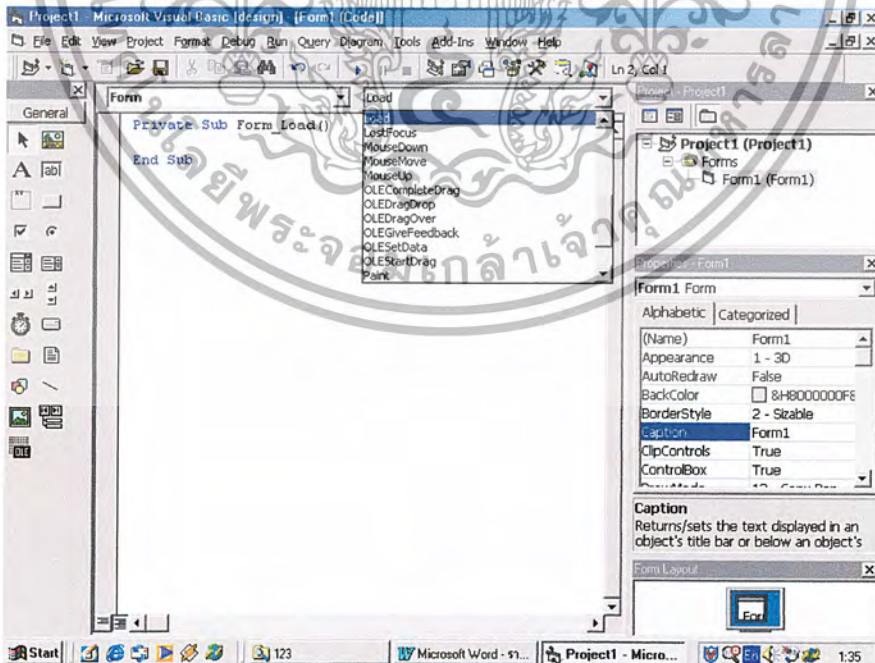 Project1 - Microsoft Visual Basic [design] - [Form1 (Code)]
File Edit View Project Format Debug Run Query Diagram Tools Add-Ins Window Help
Ln 2, Col 1
General
Form
Load
Private Sub Form_Load()
End Sub
Load
LostFocus
MouseDown
MouseMove
MouseUp
OLECompleteDrag
OLEDragDrop
OLEDragOver
OLEGiveFeedback
OLESetData
OLEStartDrag
Paint
Project - Project1
Project1 (Project1)
Forms
Form1 (Form1)
Properties - Form1
Form1 Form
Alphabetic Categorized
(Name) Form1
Appearance 1 - 3D
AutoRedraw False
BackColor &H8000000F&
BorderStyle 2 - Sizable
Caption Form1
ClipControls True
ControlBox True
Caption
Returns/sets the text displayed in an
object's title bar or below an object's
Form Layout
Form
Start
123
Microsoft Word - รา...
Project1 - Micro...
En
1:35